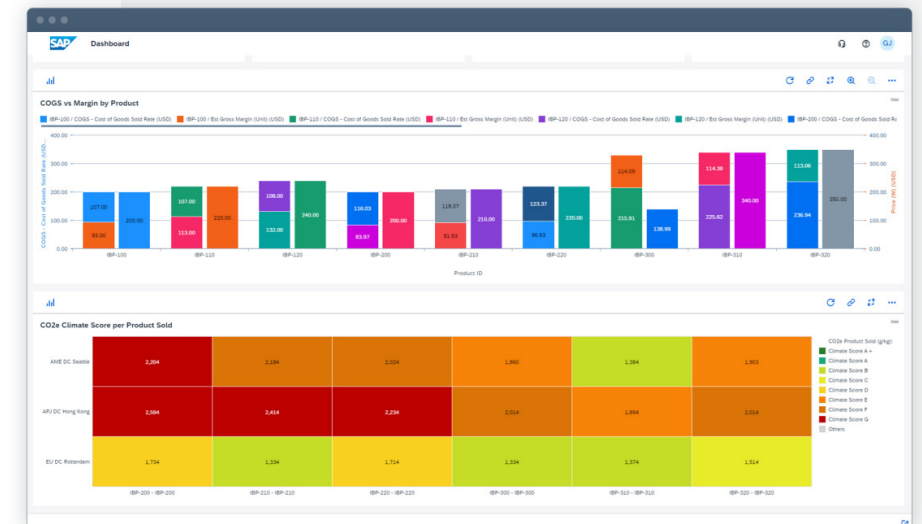 SAP Dashboard GJ
COGS vs Margin by Product
IBP-100 / COGS - Cost of Goods Sold Rate (USD) IBP-100 / Est Gross Margin (Unit) (USD) IBP-110 / COGS - Cost of Goods Sold Rate (USD) IBP-110 / Est Gross Margin (Unit) (USD) IBP-120 / COGS - Cost of Goods Sold Rate (USD) IBP-120 / Est Gross Margin (Unit) (USD) IBP-200 / COGS - Cost of Goods Sold Ra
COGS - Cost of Goods Sold Rate (USD...
400.00 400.00
300.00 300.00
200.00 200.00
100.00 100.00
0.00 0.00
Price (W) (USD)
107.00 93.00 200.00
107.00 113.00 220.00
108.00 132.00 240.00
116.03 83.97 200.00
118.07 91.93 210.00
123.37 96.63 220.00
114.09 215.91 138.99
114.38 225.62 340.00
113.06 236.94 350.00
IBP-100 IBP-110 IBP-120 IBP-200 IBP-210 IBP-220 IBP-300 IBP-310 IBP-320
Product ID
CO2e Climate Score per Product Sold
AME DC Seattle 2,204 2,184 2,024 1,384
APJ DC Hong Kong 2,584 2,414 2,234 2,014 1,894 2,014
EU DC Rotterdam 1,734 1,334 1,714 1,334 1,374 1,514
IBP-200 - IBP-200 IBP-210 - IBP-210 IBP-220 - IBP-220 IBP-300 - IBP-300 IBP-310 - IBP-310 IBP-320 - IBP-320
CO2e Product Sold (g/kg)
Climate Score A +
Climate Score A
Climate Score B
Climate Score C
Climate Score D
Climate Score E
Climate Score F
Climate Score G
Others